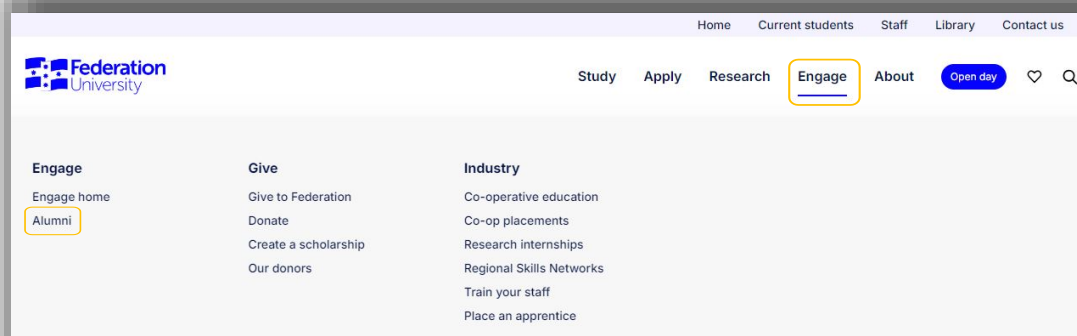 Home Current students Staff Library Contact us
Federation
University
Study Apply Research Engage About Open day
Engage Give Industry
Engage home Give to Federation Co-operative education
Alumni Donate Co-op placements
Create a scholarship Research internships
Our donors Regional Skills Networks
Train your staff
Place an apprentice